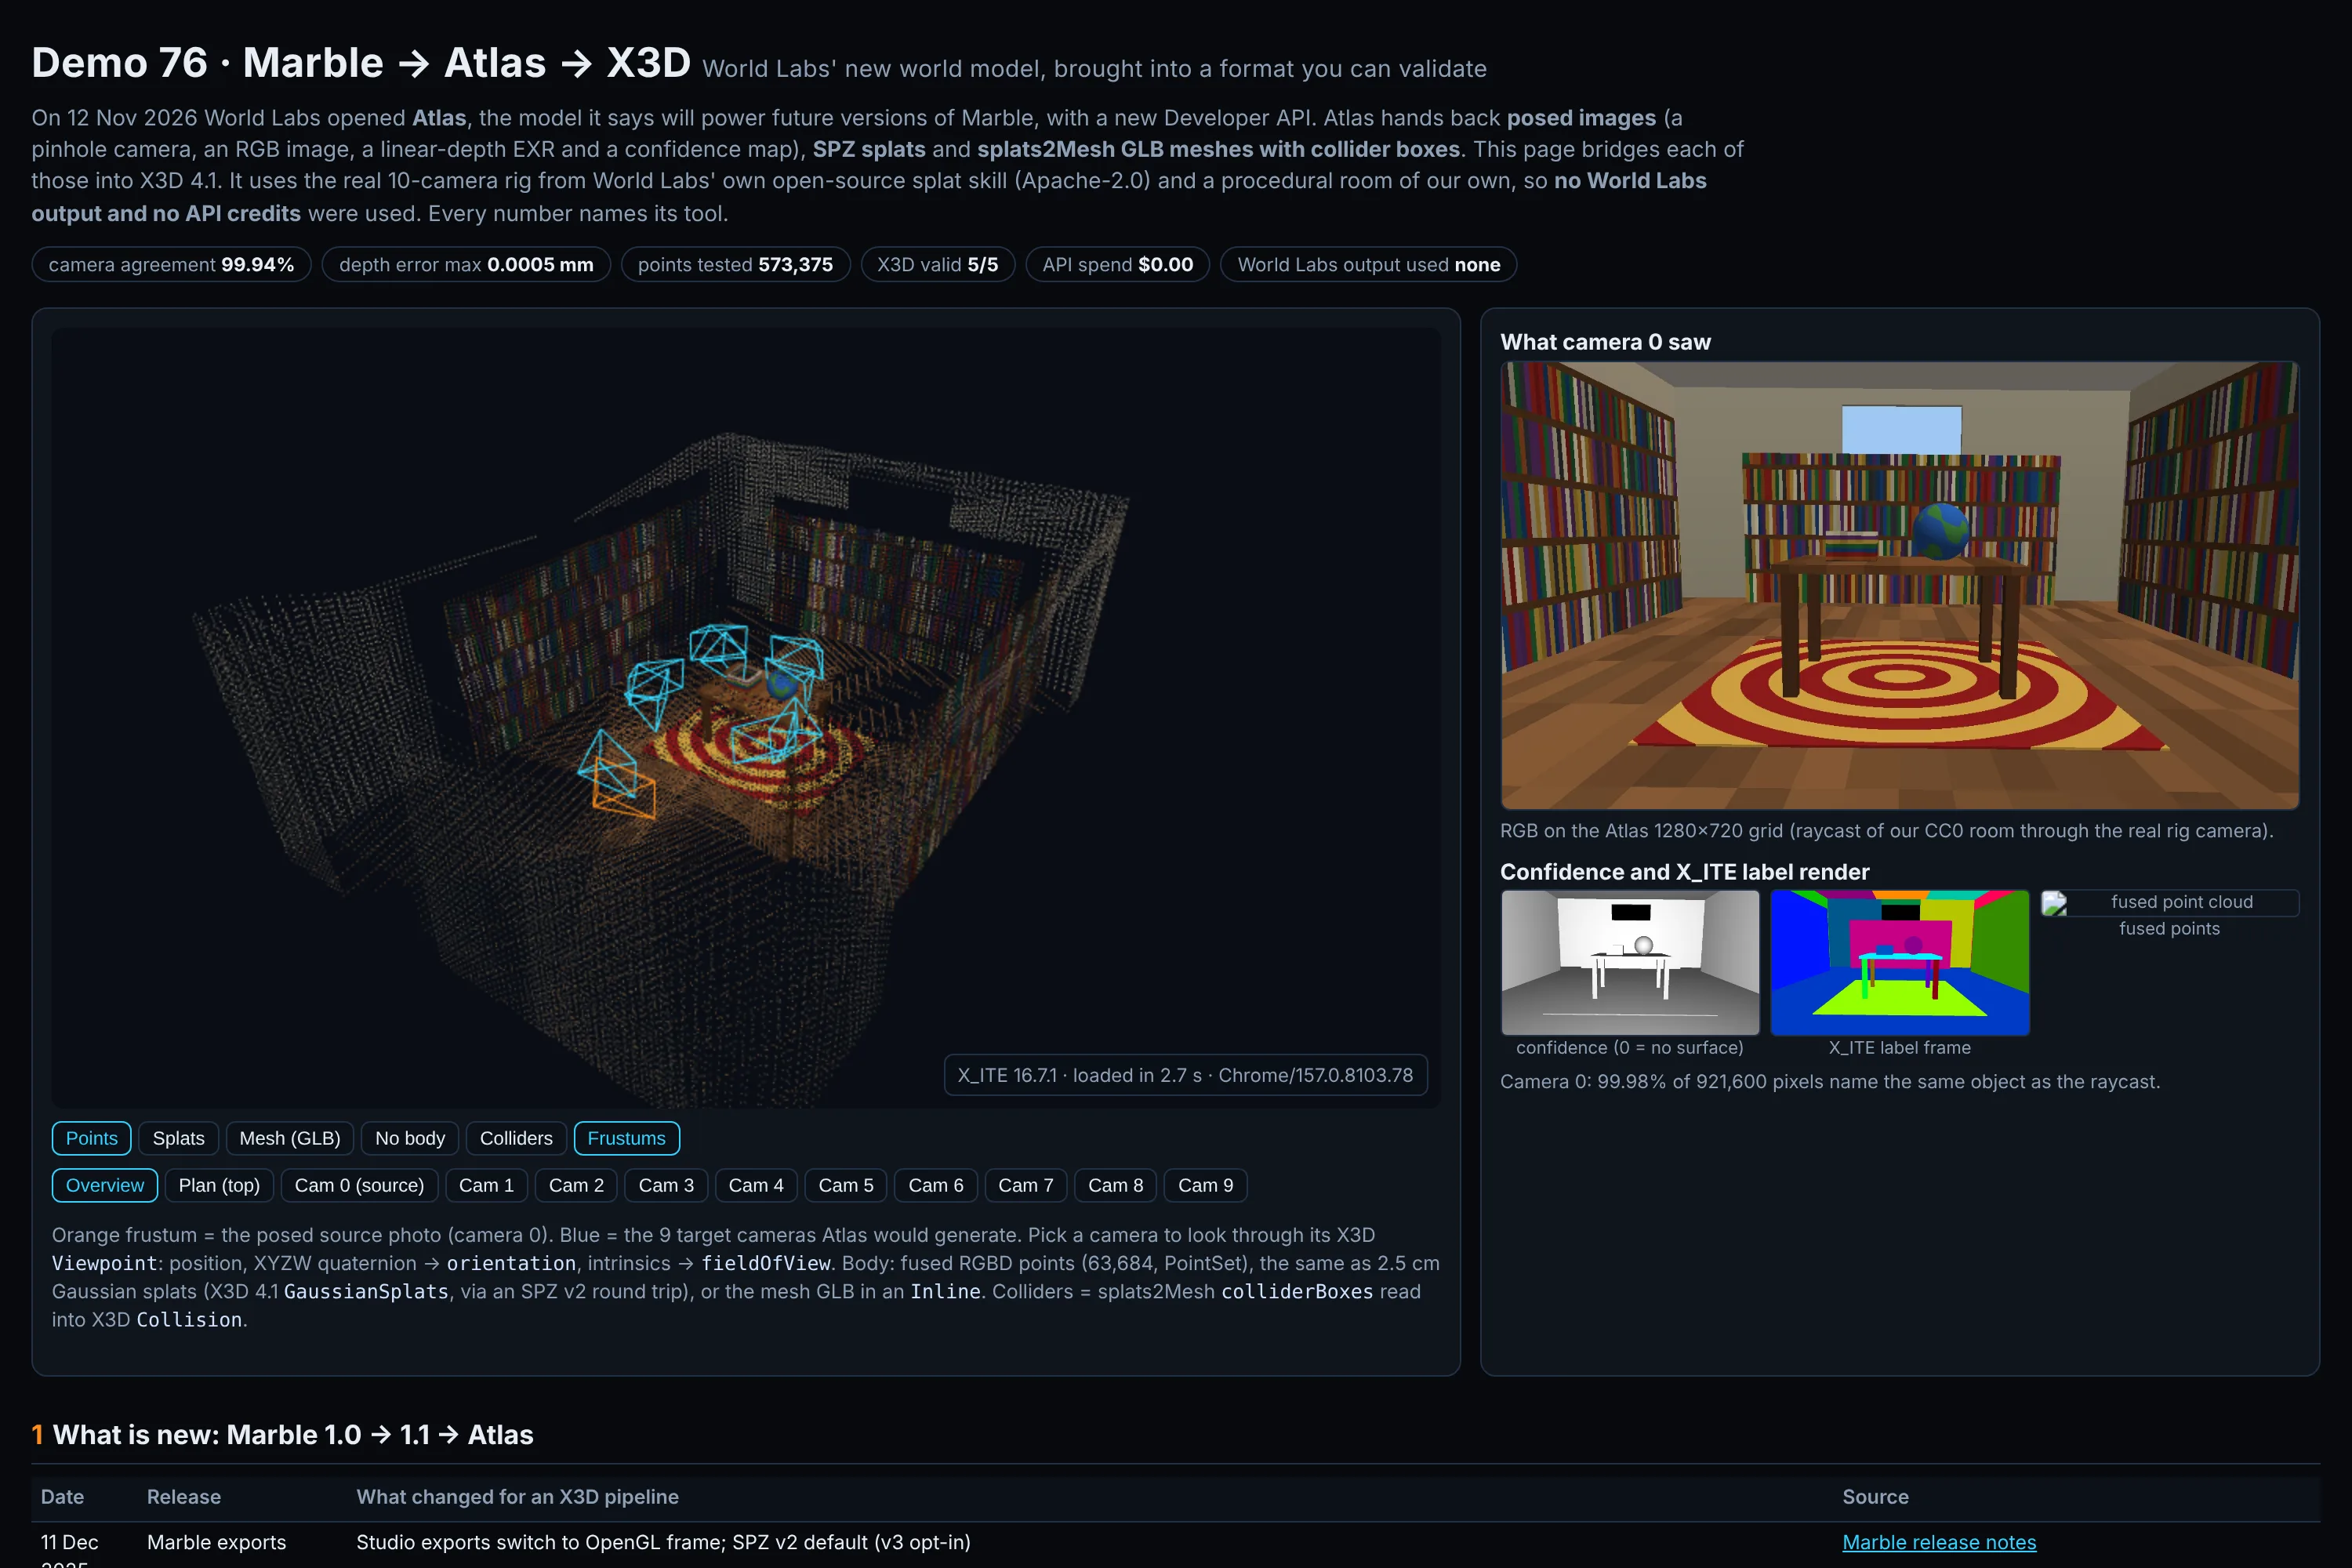 Demo 76 · Marble → Atlas → X3D World Labs' new world model, brought into a format you can validate
On 12 Nov 2026 World Labs opened Atlas, the model it says will power future versions of Marble, with a new Developer API. Atlas hands back posed images (a
pinhole camera, an RGB image, a linear-depth EXR and a confidence map), SPZ splats and splats2Mesh GLB meshes with collider boxes. This page bridges each of
those into X3D 4.1. It uses the real 10-camera rig from World Labs' own open-source splat skill (Apache-2.0) and a procedural room of our own, so no World Labs
output and no API credits were used. Every number names its tool.
camera agreement 99.94% depth error max 0.0005 mm points tested 573,375 X3D valid 5/5 API spend $0.00 World Labs output used none
X_ITE 16.7.1 · loaded in 2.7 s · Chrome/157.0.8103.78
Points Splats Mesh (GLB) No body Colliders Frustums
Overview Plan (top) Cam 0 (source) Cam 1 Cam 2 Cam 3 Cam 4 Cam 5 Cam 6 Cam 7 Cam 8 Cam 9
Orange frustum = the posed source photo (camera 0). Blue = the 9 target cameras Atlas would generate. Pick a camera to look through its X3D
Viewpoint: position, XYZW quaternion → orientation, intrinsics → fieldOfView. Body: fused RGBD points (63,684, PointSet), the same as 2.5 cm
Gaussian splats (X3D 4.1 GaussianSplats, via an SPZ v2 round trip), or the mesh GLB in an Inline. Colliders = splats2Mesh colliderBoxes read
into X3D Collision.
What camera 0 saw
RGB on the Atlas 1280×720 grid (raycast of our CC0 room through the real rig camera).
Confidence and X_ITE label render
fused point cloud
fused points
confidence (0 = no surface) X_ITE label frame
Camera 0: 99.98% of 921,600 pixels name the same object as the raycast.
1 What is new: Marble 1.0 → 1.1 → Atlas
Date Release What changed for an X3D pipeline Source
11 Dec Marble exports Studio exports switch to OpenGL frame; SPZ v2 default (v3 opt-in) Marble release notes